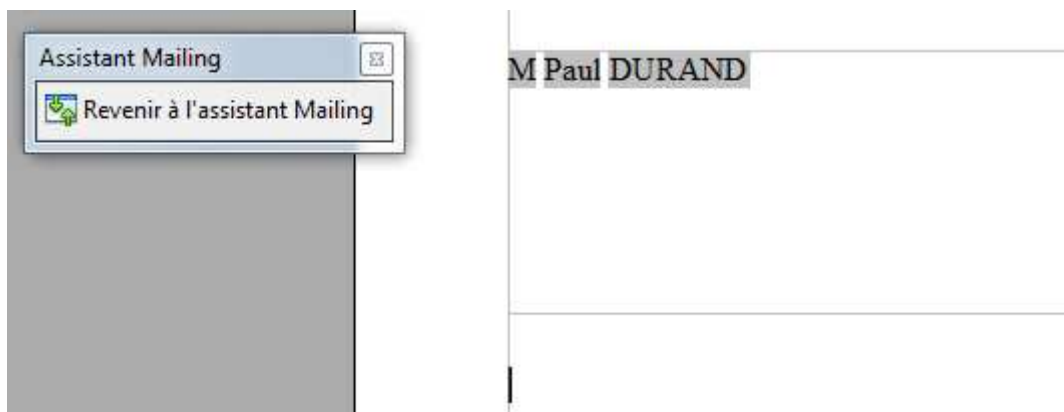 Assistant Mailing
Revenir à l'assistant Mailing
M Paul DURAND